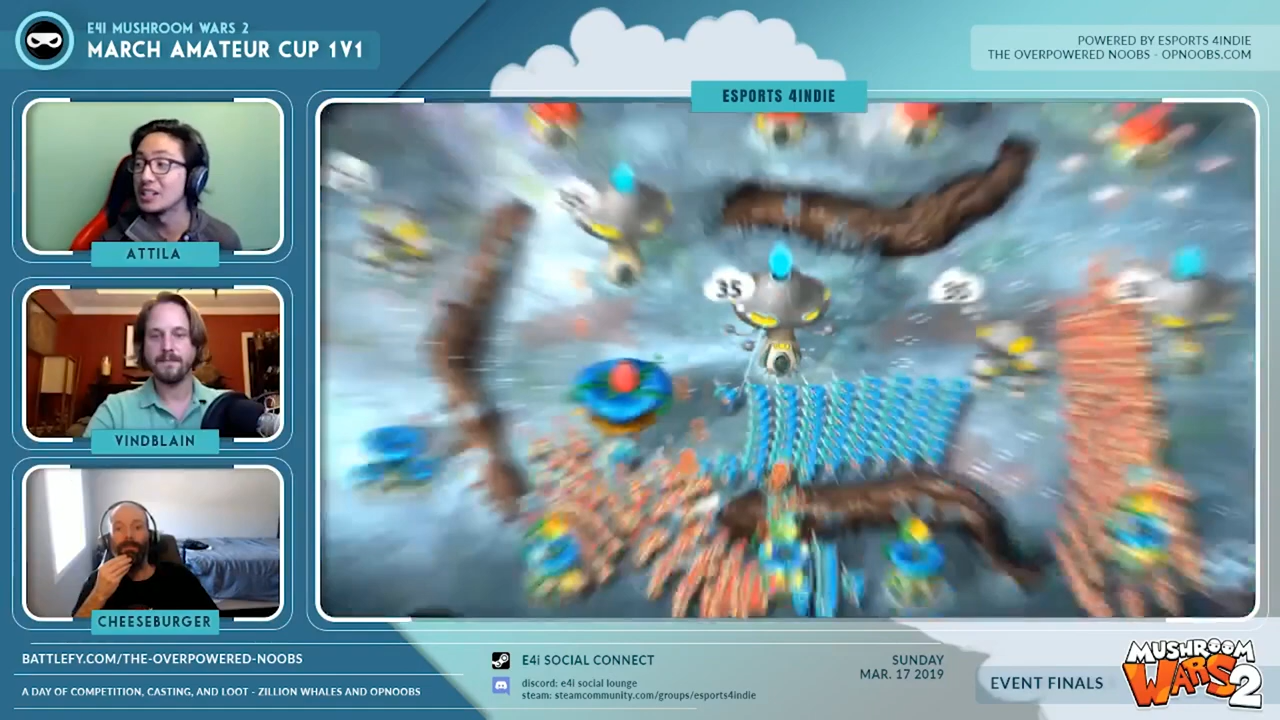 E4I MUSHROOM WARS 2
MARCH AMATEUR CUP 1V1
POWERED BY ESPORTS 4INDIE
THE OVERPOWERED NOOBS - OPNOOBS.COM
ESPORTS 4INDIE
ATTILA
VINDBLAIN
CHEESEBURGER
35
BATTLEFY.COM/THE-OVERPOWERED-NOOBS
A DAY OF COMPETITION, CASTING, AND LOOT - ZILLION WHALES AND OPNOOBS
E4i SOCIAL CONNECT
discord: e4i social lounge
steam: steamcommunity.com/groups/esports4indie
SUNDAY
MAR. 17 2019
EVENT FINALS
MUSHROOM
WARS 2